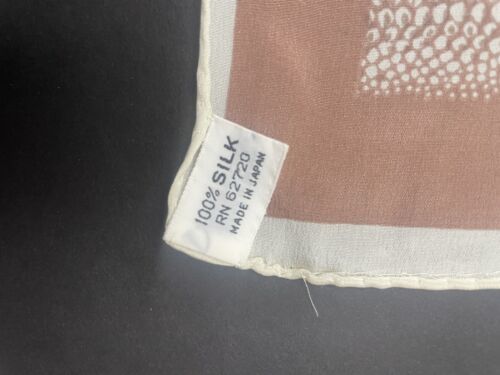 100% SILK
RN 62720
MADE IN JAPAN